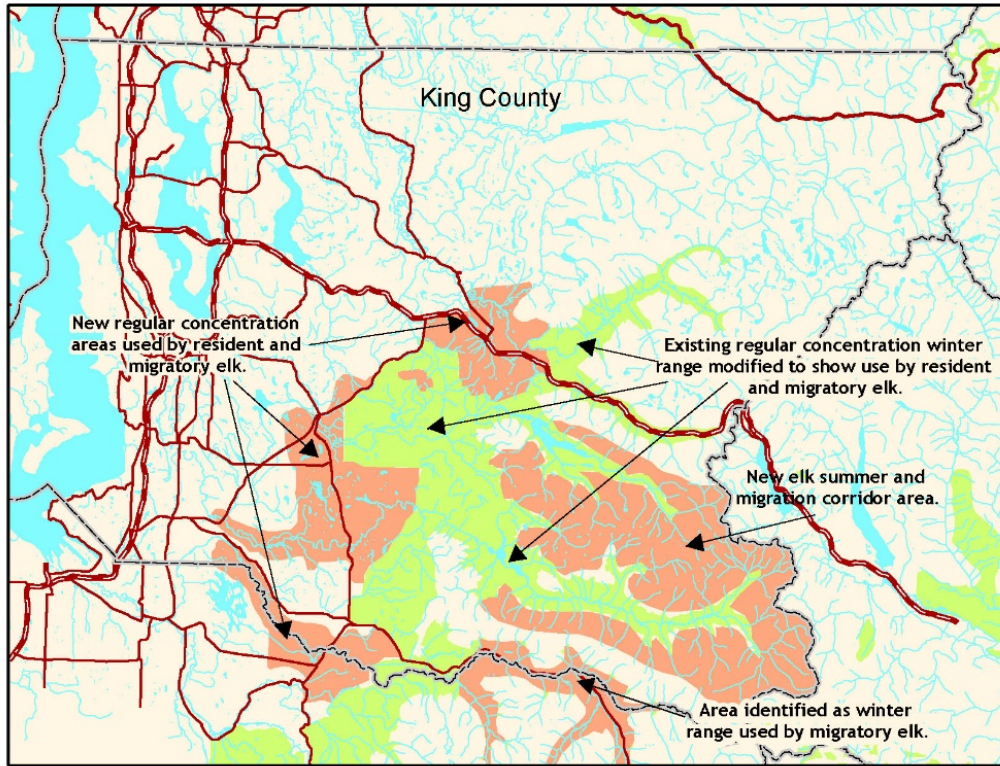 King County
New regular concentration
areas used by resident and
migratory elk.
Existing regular concentration winter
range modified to show use by resident
and migratory elk.
New elk summer and
migration corridor area.
Area identified as winter
range used by migratory elk.